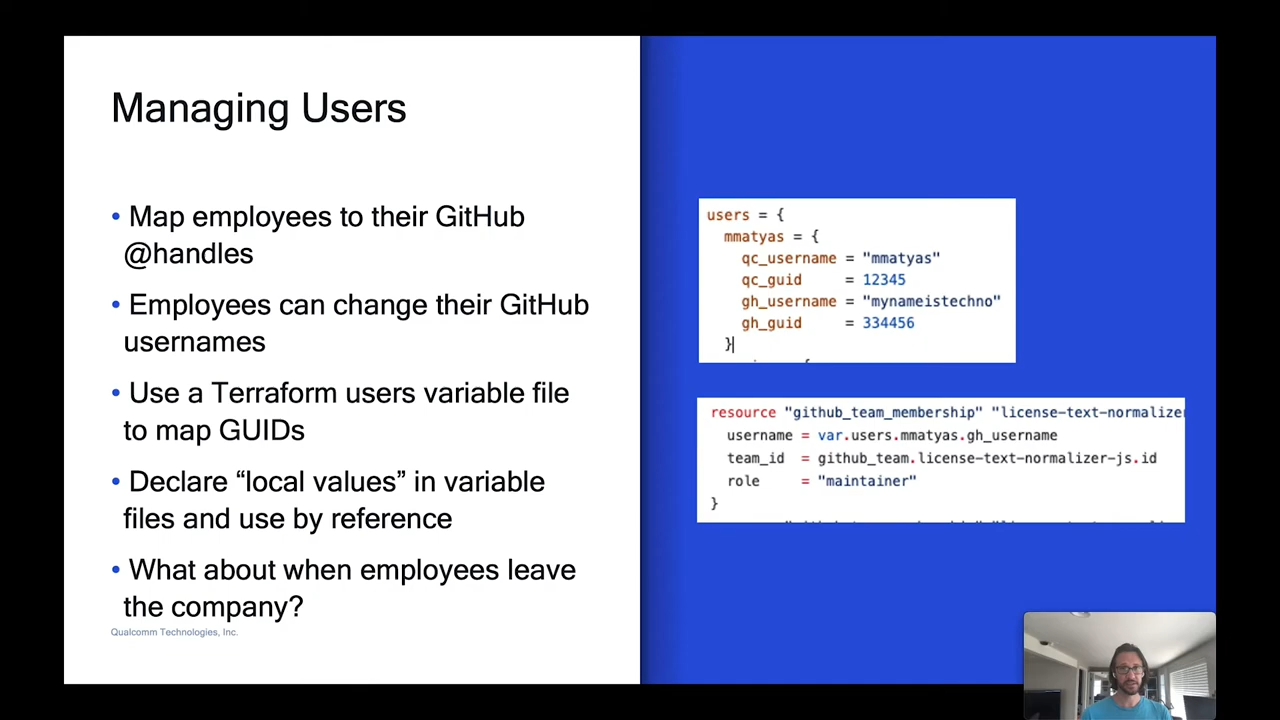 Managing Users
• Map employees to their GitHub
@handles
• Employees can change their GitHub
usernames
• Use a Terraform users variable file
to map GUIDs
• Declare “local values” in variable
files and use by reference
• What about when employees leave
the company?
Qualcomm Technologies, Inc.
users = {
mmatyas = {
qc_username = "mmatyas"
qc_guid = 12345
gh_username = "mynameistechno"
gh_guid = 334456
}
resource "github_team_membership" "license-text-normalizer
username = var.users.mmatyas.gh_username
team_id = github_team.license-text-normalizer-js.id
role = "maintainer"
}